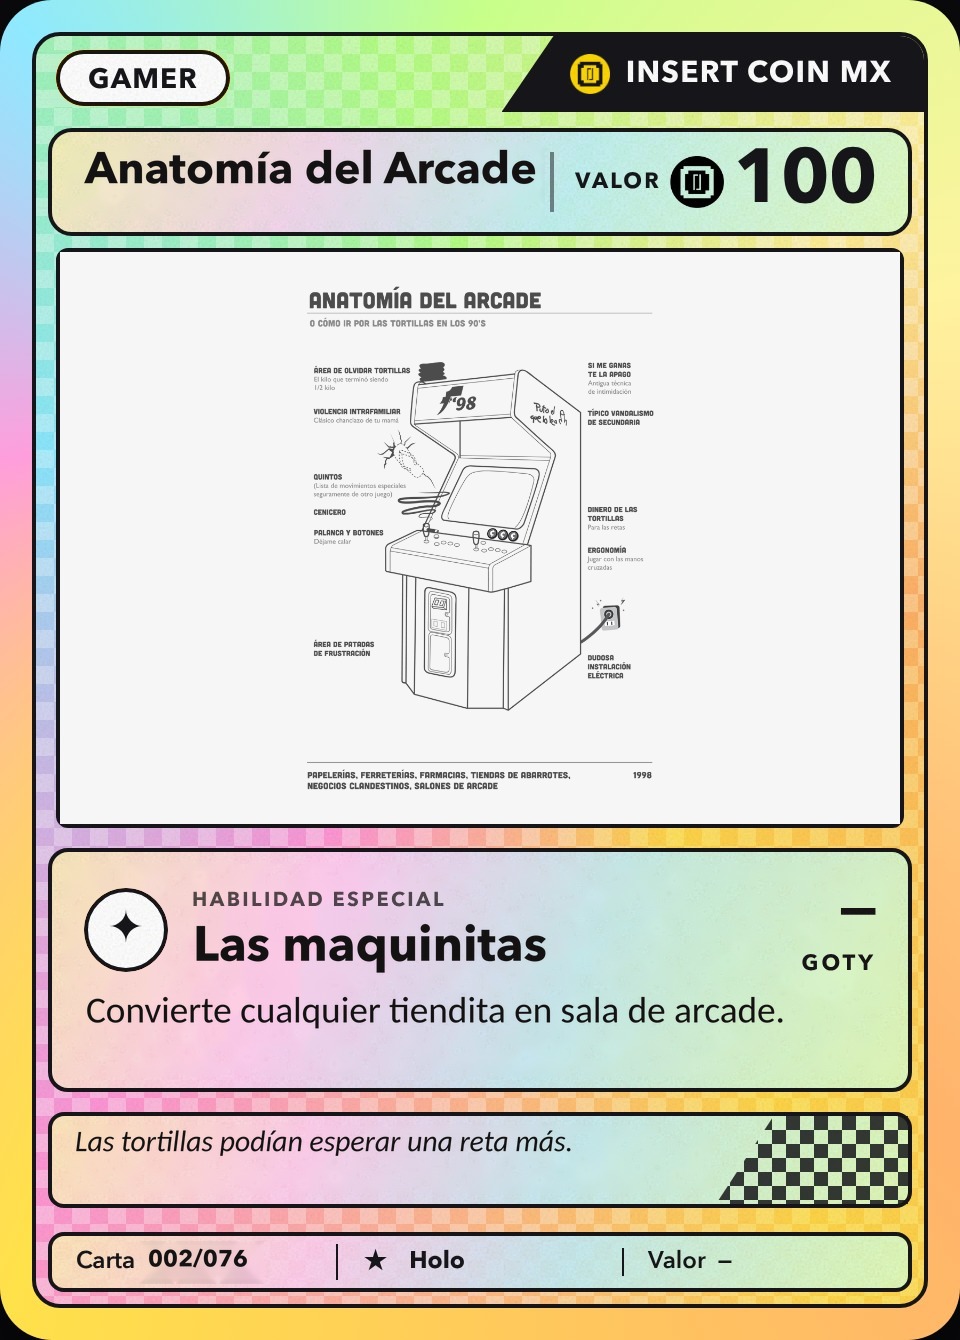 GAMER
INSERT COIN MX
Anatomía del Arcade
VALOR 100
ANATOMÍA DEL ARCADE
O CÓMO IR POR LAS TORTILLAS EN LOS 90'S
ÁREA DE OLVIDAR TORTILLAS
El kilo que terminó siendo
1/2 kilo
VIOLENCIA INTRAFAMILIAR
Clásico chanclazo de tu mamá
QUINTOS
(Lista de movimientos especiales
seguramente de otro juego)
CENICERO
PALANCA Y BOTONES
Déjame calar
ÁREA DE PATADAS
DE FRUSTRACIÓN
'98
Puto el
que lo lea
SI ME GANAS
TE LA APAGO
Antigua técnica
de intimidación
TÍPICO VANDALISMO
DE SECUNDARIA
DINERO DE LAS
TORTILLAS
Para las retas
ERGONOMÍA
Jugar con las manos
cruzadas
DUDOSA
INSTALACIÓN
ELÉCTRICA
PAPELERÍAS, FERRETERÍAS, FARMACIAS, TIENDAS DE ABARROTES,
NEGOCIOS CLANDESTINOS, SALONES DE ARCADE
1998
HABILIDAD ESPECIAL
Las maquinitas
–
GOTY
Convierte cualquier tiendita en sala de arcade.
Las tortillas podían esperar una reta más.
Carta 002/076
★ Holo
Valor –